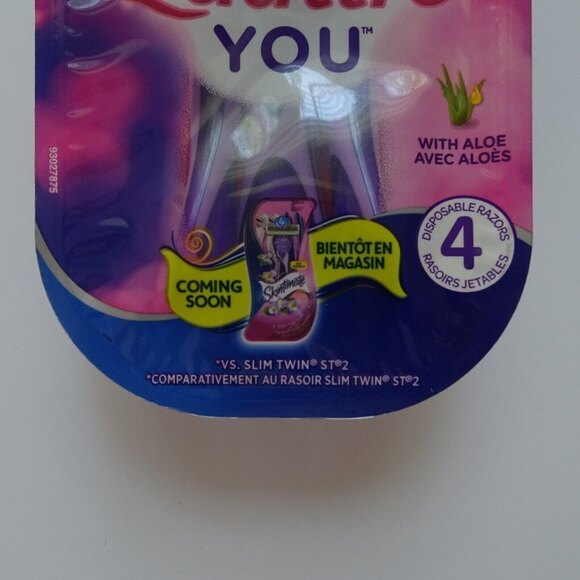 YOU™
WITH ALOE
AVEC ALOÈS
93027875
DISPOSABLE RAZORS
4
RASOIRS JETABLES
COMING
SOON
BIENTÔT EN
MAGASIN
Skintimate
*VS. SLIM TWIN® ST®2
*COMPARATIVEMENT AU RASOIR SLIM TWIN® ST®2